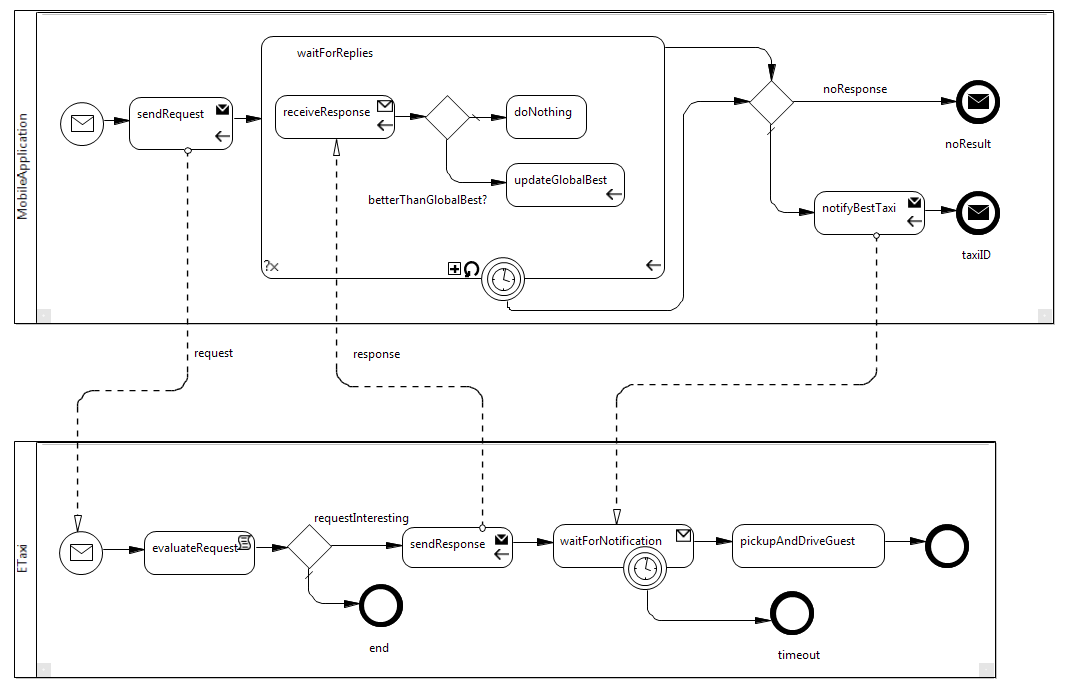 MobileApplication
waitForReplies
sendRequest
receiveResponse
doNothing
updateGlobalBest
betterThanGlobalBest?
?x
noResponse
noResult
notifyBestTaxi
taxiID
request
response
ETaxi
evaluateRequest
requestInteresting
sendResponse
waitForNotification
pickupAndDriveGuest
end
timeout